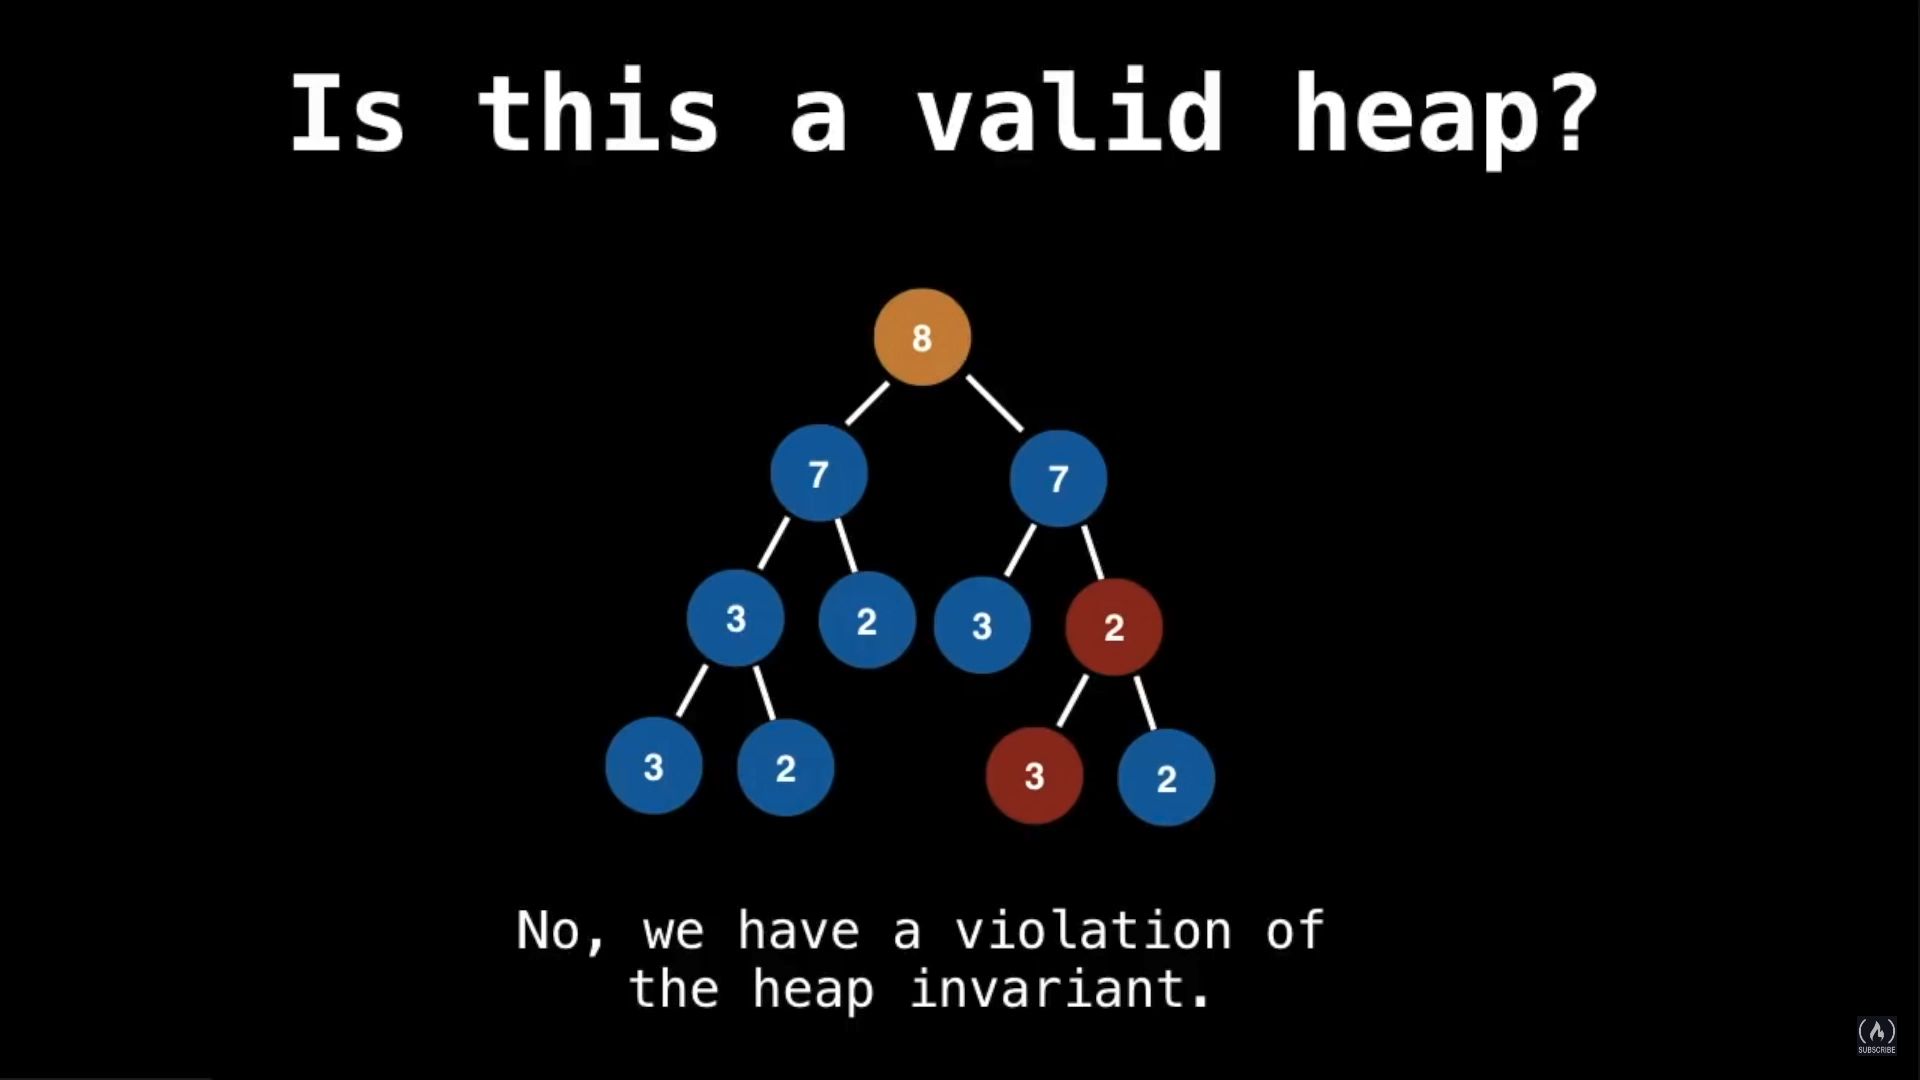 Is this a valid heap?
8
7 7
3 2 3 2
3 2 3 2
No, we have a violation of
the heap invariant.
SUBSCRIBE